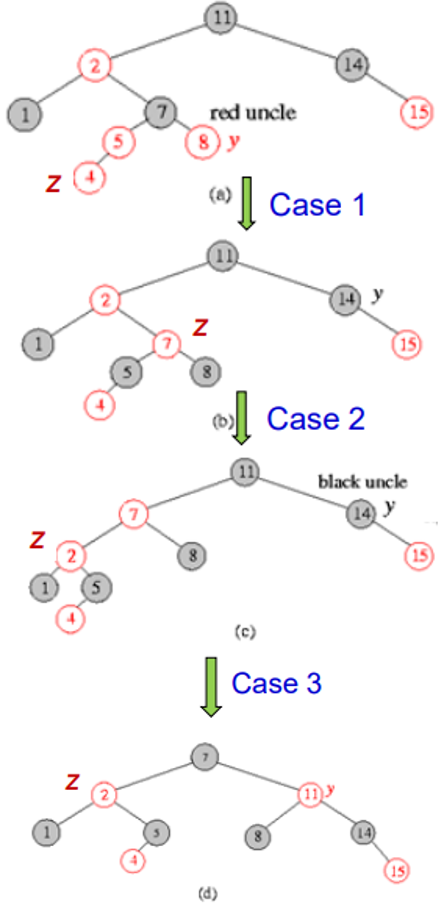 11
2 14
1 7 red uncle 15
5 8 y
z 4
(a) Case 1
11
2 14 y
1 7 z 15
5 8
4
(b) Case 2
11 black uncle
7 14 y
z 2 8 15
1 5
4
(c)
Case 3
7
z 2 11 y
1 5 8 14
4 15
(d)